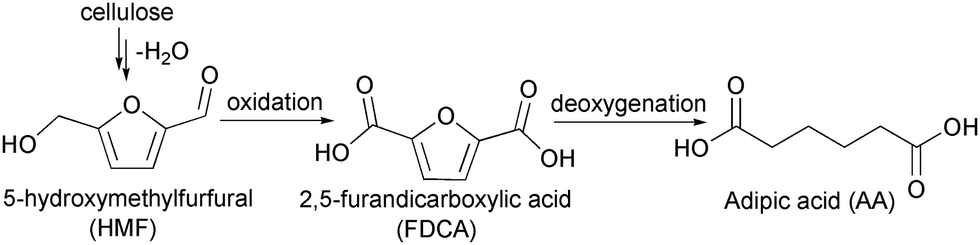 cellulose
-H₂O
O
O
HO
oxidation
O
O
O
HO
OH
deoxygenation
O
HO
OH
O
5-hydroxymethylfurfural
(HMF)
2,5-furandicarboxylic acid
(FDCA)
Adipic acid (AA)